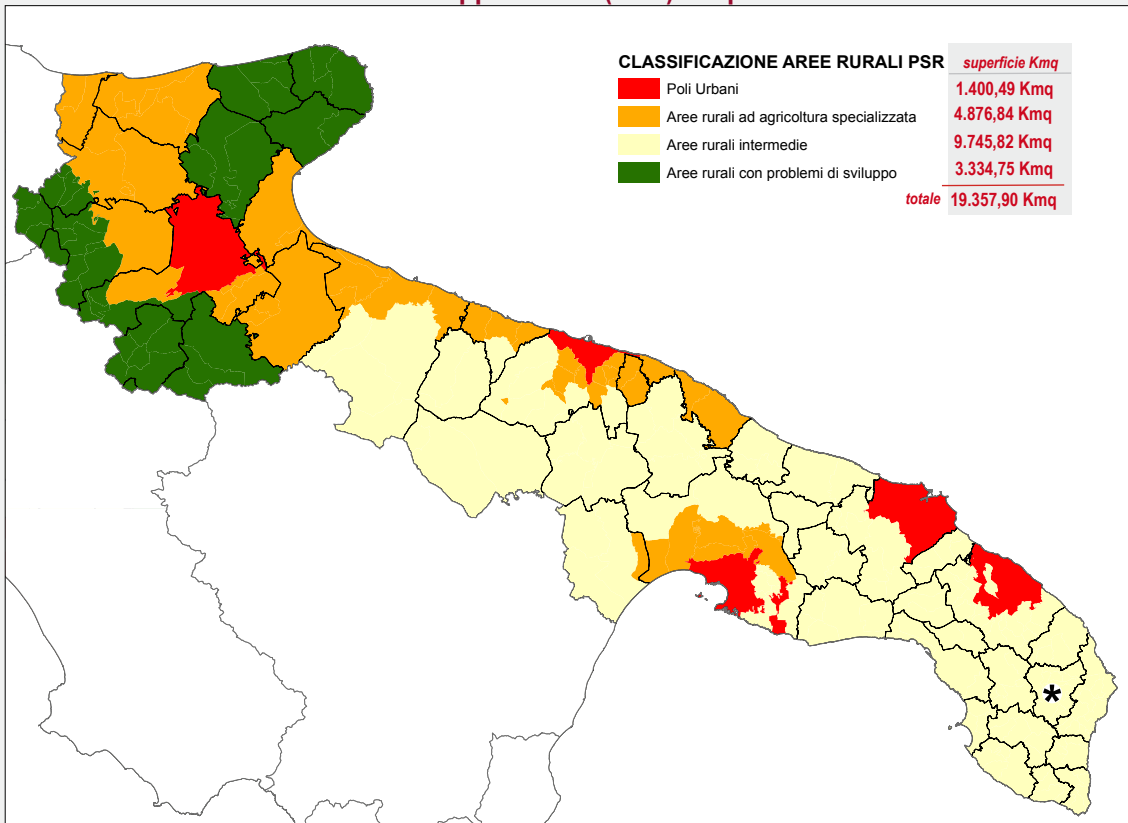 CLASSIFICAZIONE AREE RURALI PSR superficie Kmq
Poli Urbani 1.400,49 Kmq
Aree rurali ad agricoltura specializzata 4.876,84 Kmq
Aree rurali intermedie 9.745,82 Kmq
Aree rurali con problemi di sviluppo 3.334,75 Kmq
totale 19.357,90 Kmq
*